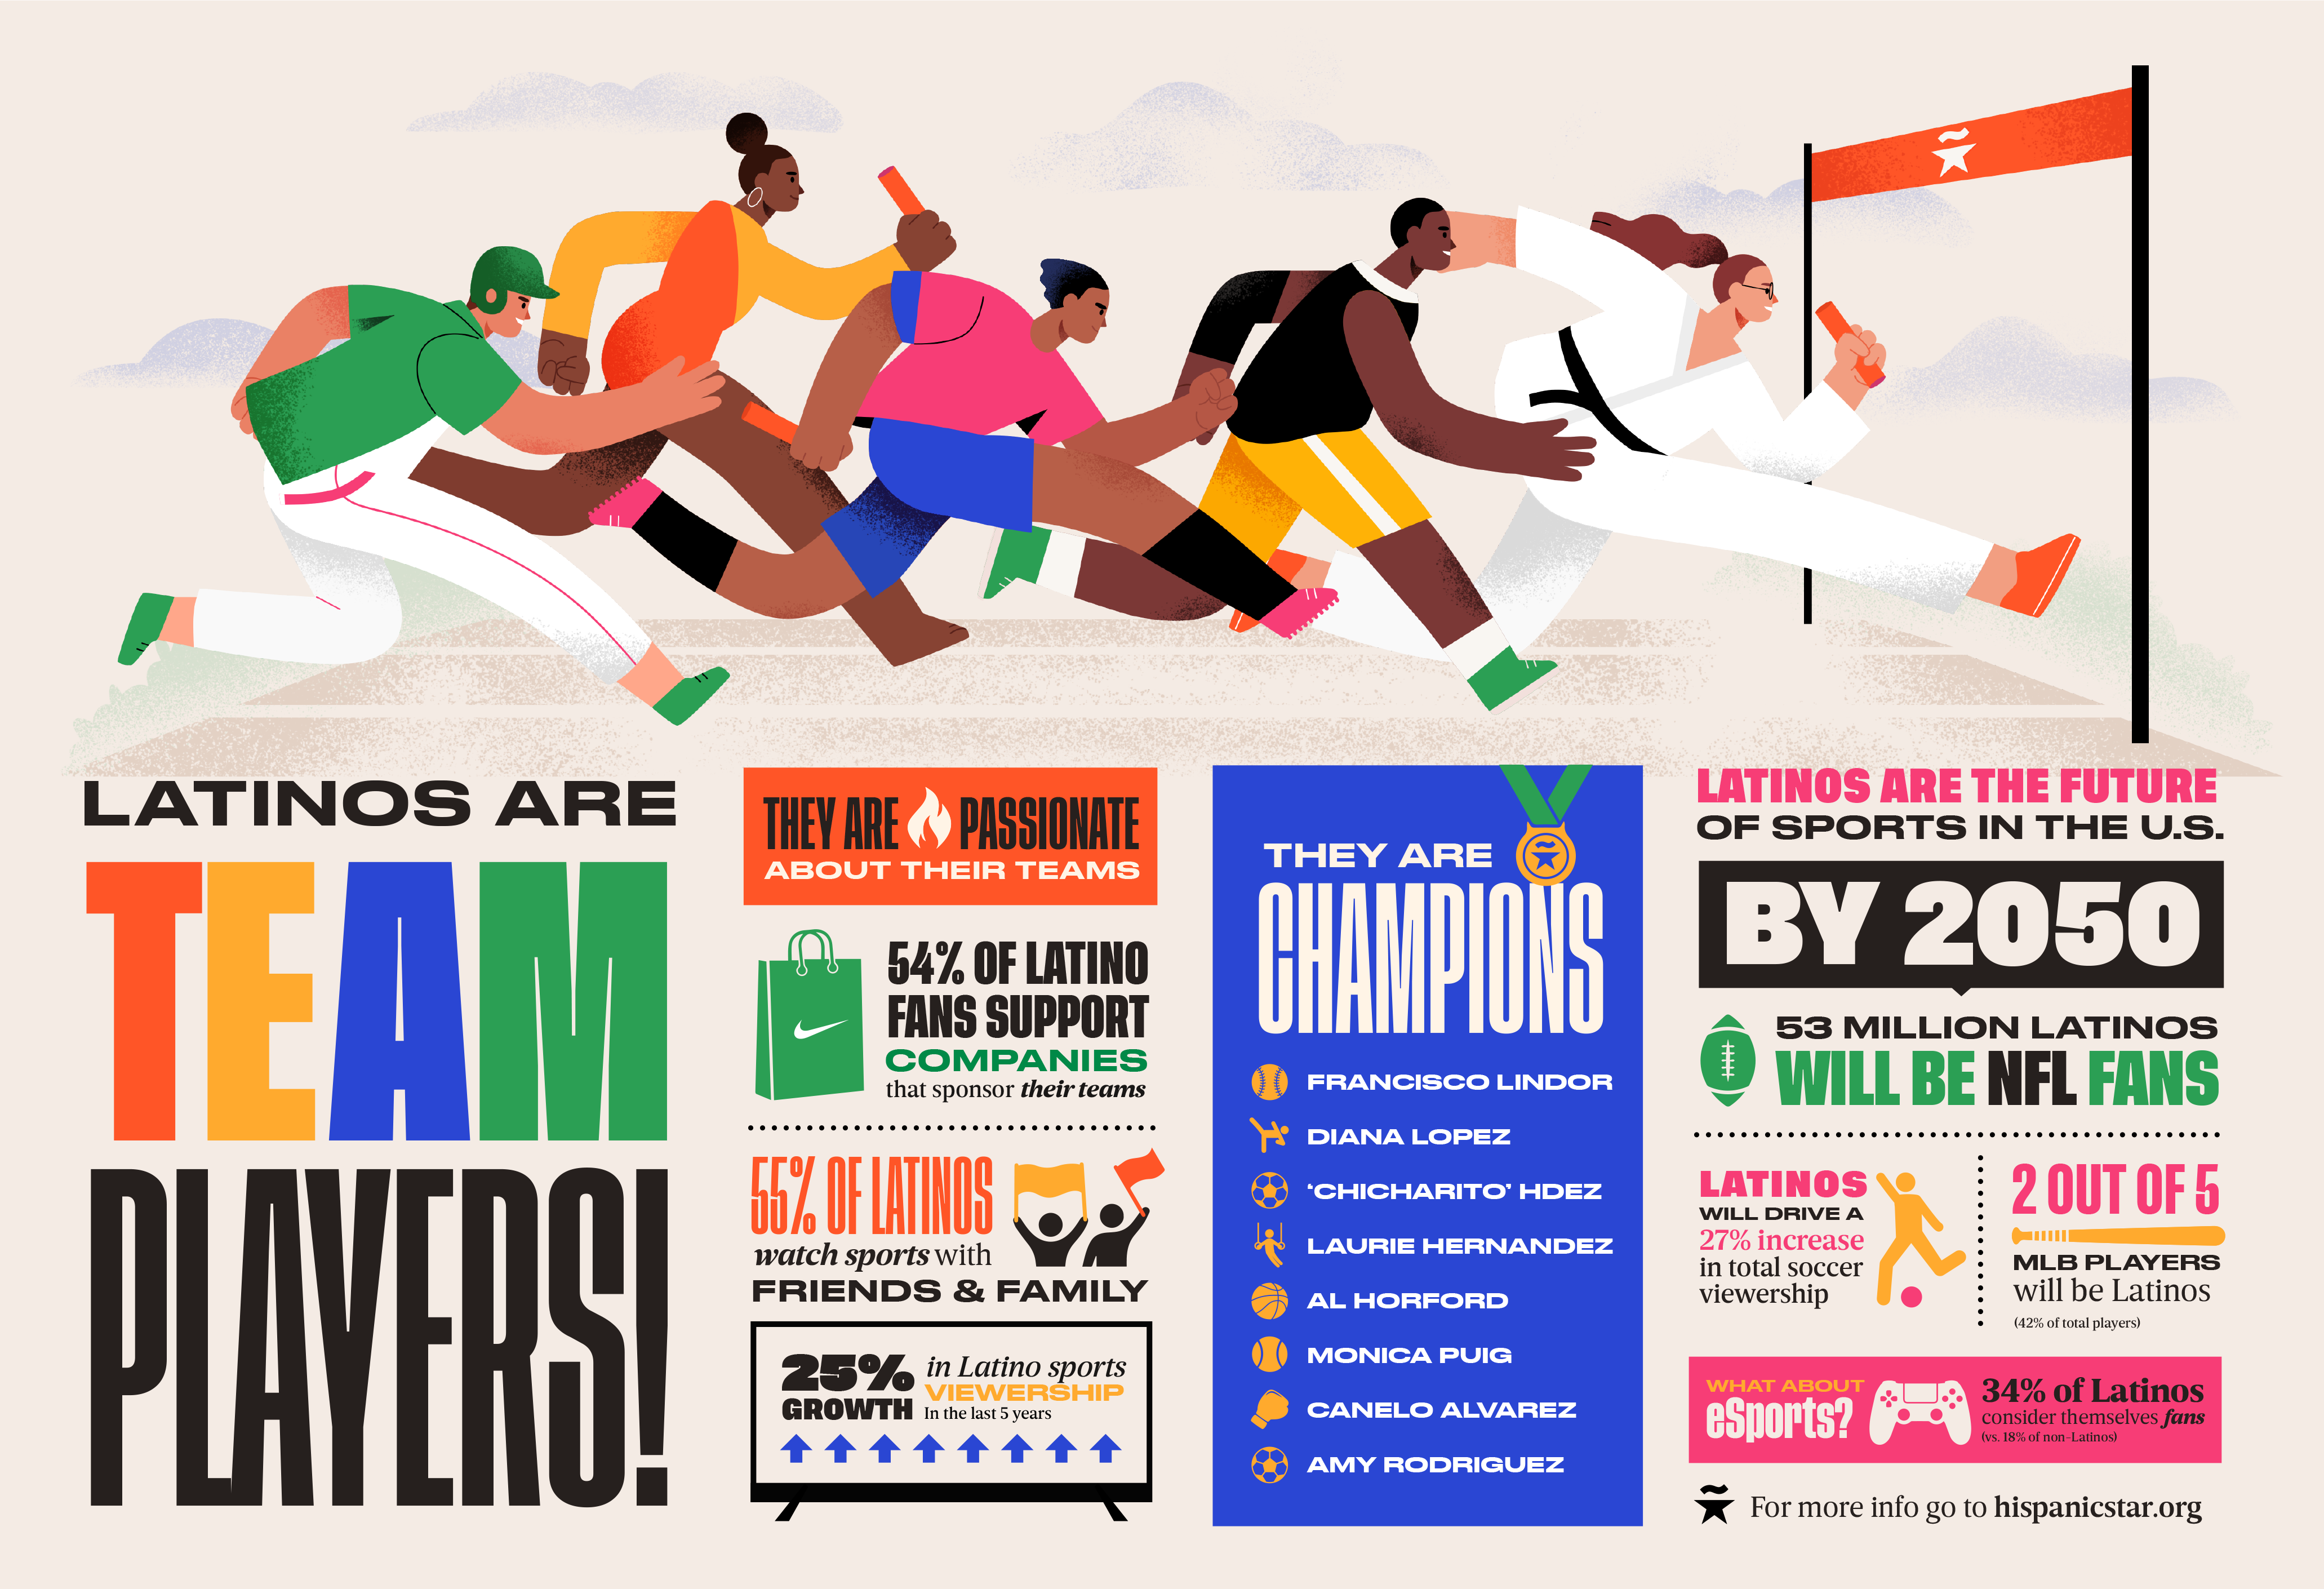 LATINOS ARE
TEAM
PLAYERS!
THEY ARE PASSIONATE
ABOUT THEIR TEAMS
54% OF LATINO
FANS SUPPORT
COMPANIES
that sponsor their teams
55% OF LATINOS
watch sports with
FRIENDS & FAMILY
25%
GROWTH
in Latino sports
VIEWERSHIP
In the last 5 years
THEY ARE
CHAMPIONS
FRANCISCO LINDOR
DIANA LOPEZ
‘CHICHARITO’ HDEZ
LAURIE HERNANDEZ
AL HORFORD
MONICA PUIG
CANELO ALVAREZ
AMY RODRIGUEZ
LATINOS ARE THE FUTURE
OF SPORTS IN THE U.S.
BY 2050
53 MILLION LATINOS
WILL BE NFL FANS
LATINOS
WILL DRIVE A
27% increase
in total soccer
viewership
2 OUT OF 5
MLB PLAYERS
will be Latinos
(42% of total players)
WHAT ABOUT
eSports?
34% of Latinos
consider themselves fans
(vs. 18% of non-Latinos)
For more info go to hispanicstar.org